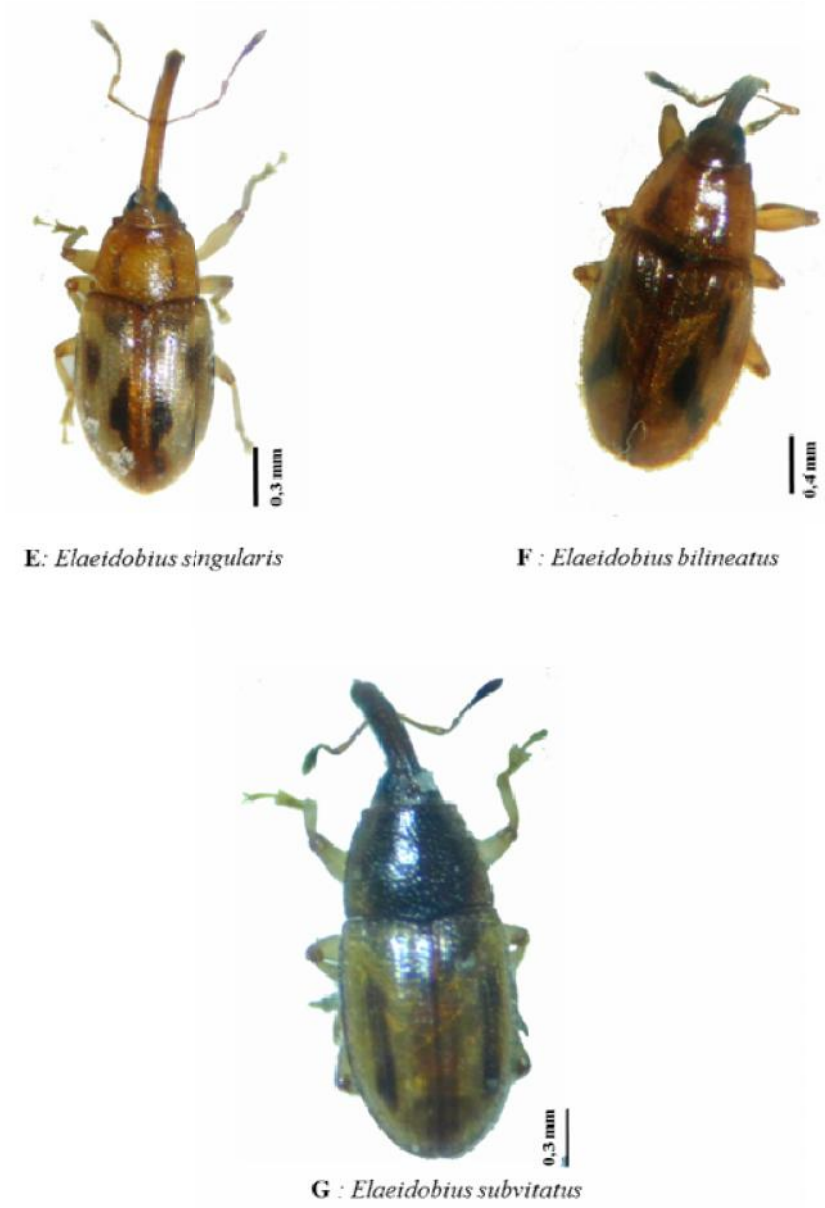 0,3 mm
0,4 mm
E: Elaeidobius singularis
F : Elaeidobius bilineatus
0,3 mm
G : Elaeidobius subvitatus